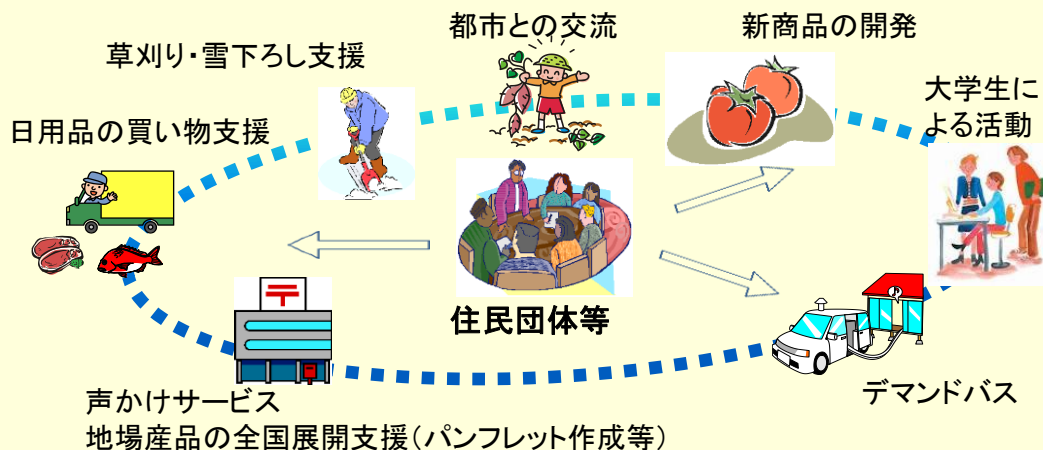 都市との交流
新商品の開発
草刈り・雪下ろし支援
大学生に
よる活動
日用品の買い物支援
〒
住民団体等
デマンドバス
声かけサービス
地場産品の全国展開支援（パンフレット作成等）